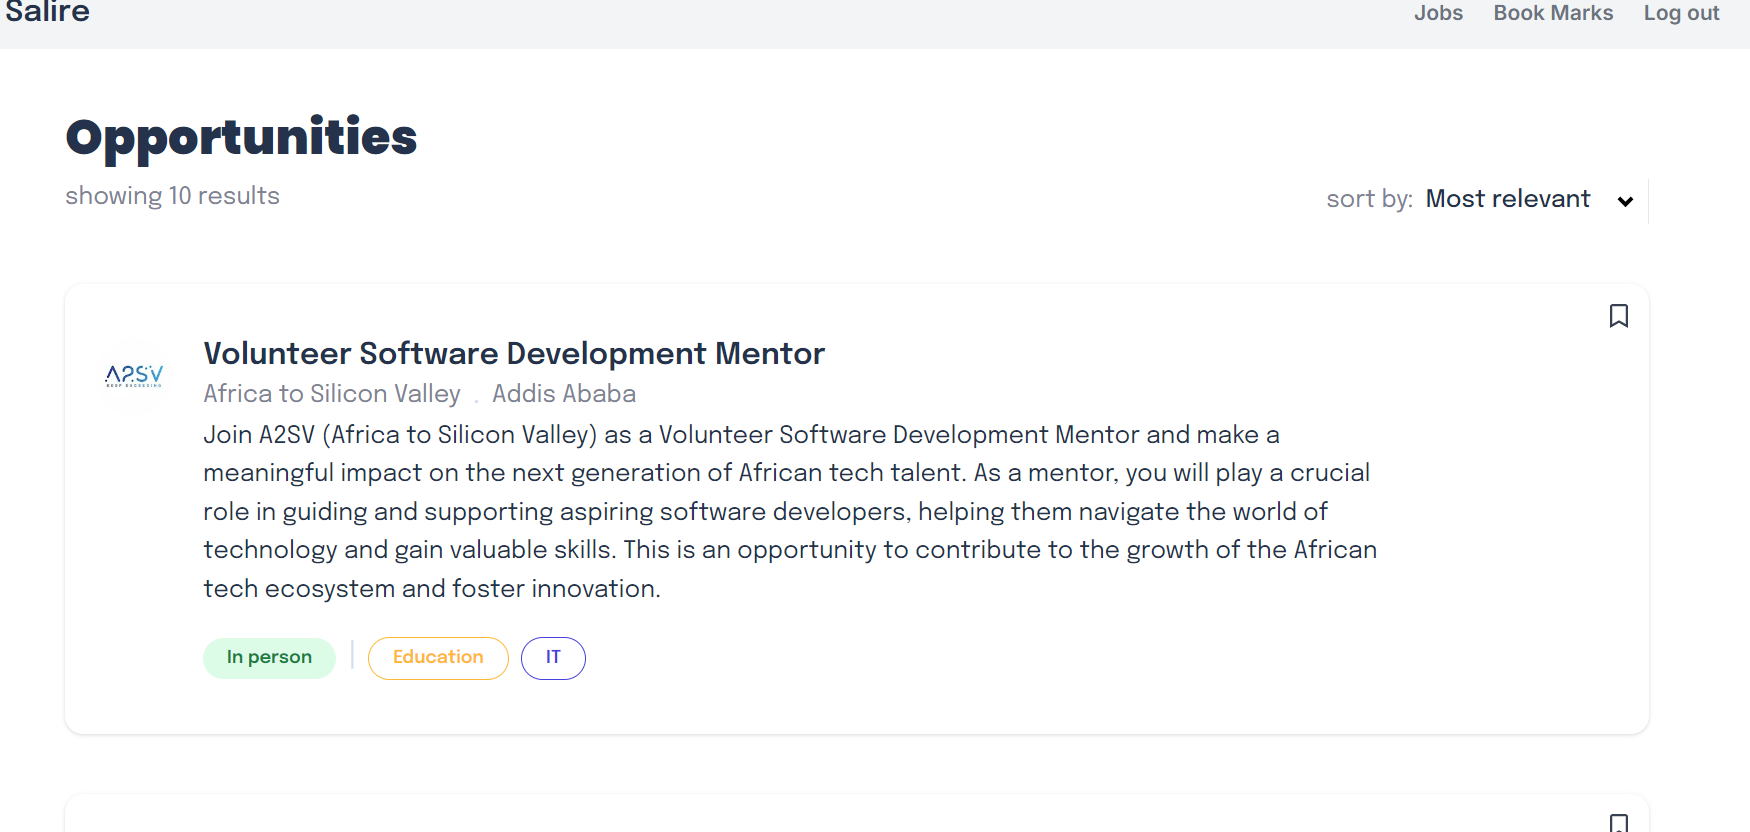 Salire
Jobs Book Marks Log out
Opportunities
showing 10 results
sort by: Most relevant
A2SV
KEEP EXCEEDING
Volunteer Software Development Mentor
Africa to Silicon Valley . Addis Ababa
Join A2SV (Africa to Silicon Valley) as a Volunteer Software Development Mentor and make a
meaningful impact on the next generation of African tech talent. As a mentor, you will play a crucial
role in guiding and supporting aspiring software developers, helping them navigate the world of
technology and gain valuable skills. This is an opportunity to contribute to the growth of the African
tech ecosystem and foster innovation.
In person | Education IT